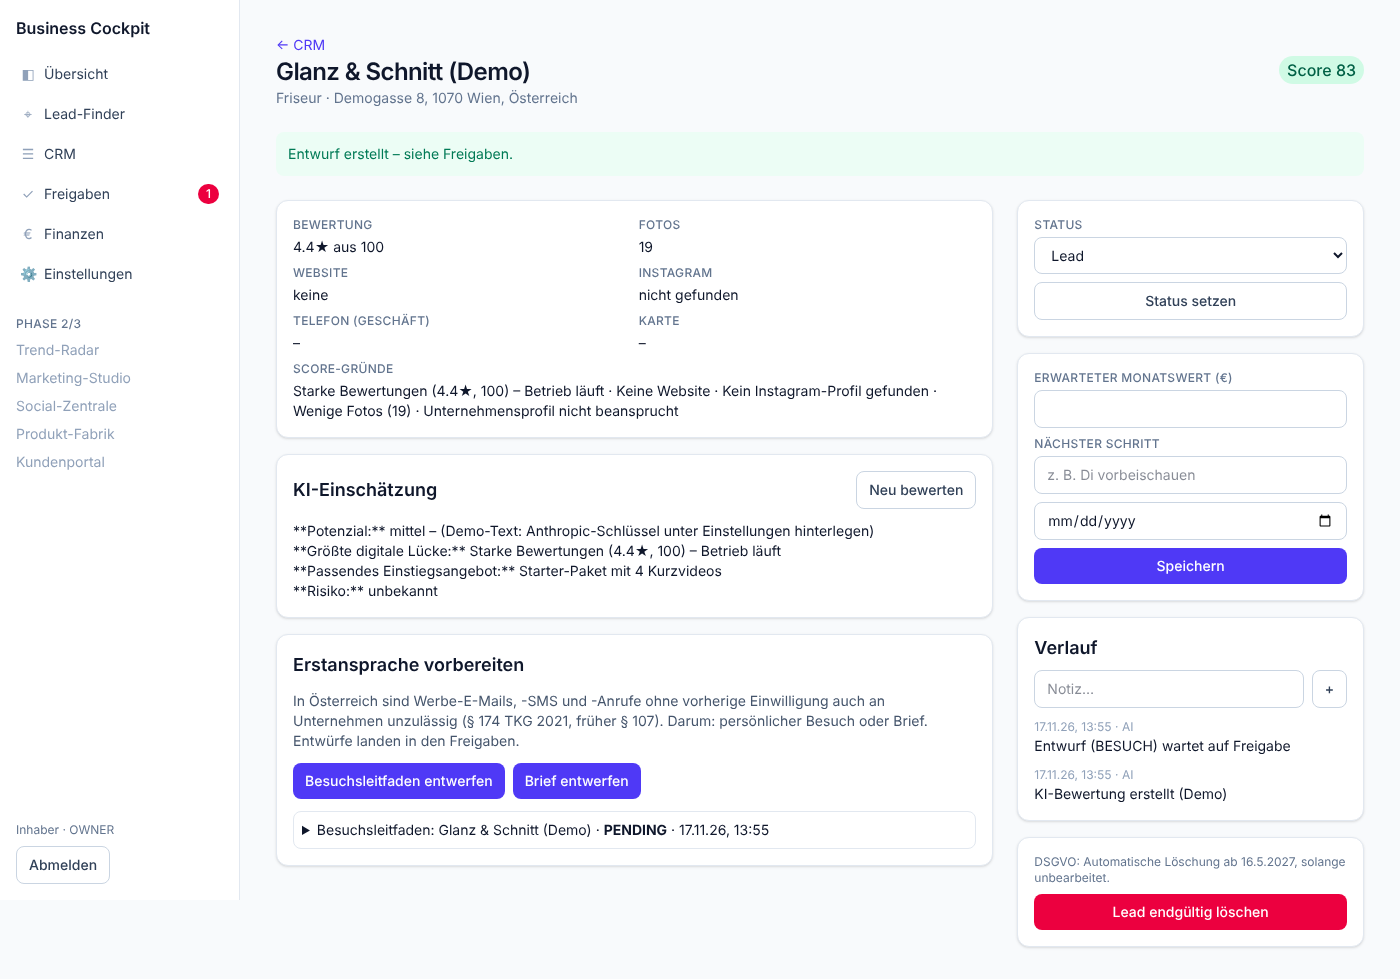 Business Cockpit
Übersicht
Lead-Finder
CRM
Freigaben 1
€ Finanzen
Einstellungen
PHASE 2/3
Trend-Radar
Marketing-Studio
Social-Zentrale
Produkt-Fabrik
Kundenportal
Inhaber · OWNER
Abmelden
← CRM
Glanz & Schnitt (Demo)
Friseur · Demogasse 8, 1070 Wien, Österreich
Score 83
Entwurf erstellt – siehe Freigaben.
BEWERTUNG
4.4★ aus 100
FOTOS
19
WEBSITE
keine
INSTAGRAM
nicht gefunden
TELEFON (GESCHÄFT)
–
KARTE
–
SCORE-GRÜNDE
Starke Bewertungen (4.4★, 100) – Betrieb läuft · Keine Website · Kein Instagram-Profil gefunden ·
Wenige Fotos (19) · Unternehmensprofil nicht beansprucht
KI-Einschätzung
Neu bewerten
**Potenzial:** mittel – (Demo-Text: Anthropic-Schlüssel unter Einstellungen hinterlegen)
**Größte digitale Lücke:** Starke Bewertungen (4.4★, 100) – Betrieb läuft
**Passendes Einstiegsangebot:** Starter-Paket mit 4 Kurzvideos
**Risiko:** unbekannt
Erstansprache vorbereiten
In Österreich sind Werbe-E-Mails, -SMS und -Anrufe ohne vorherige Einwilligung auch an
Unternehmen unzulässig (§ 174 TKG 2021, früher § 107). Darum: persönlicher Besuch oder Brief.
Entwürfe landen in den Freigaben.
Besuchsleitfaden entwerfen
Brief entwerfen
▶ Besuchsleitfaden: Glanz & Schnitt (Demo) · PENDING · 17.11.26, 13:55
STATUS
Lead
Status setzen
ERWARTETER MONATSWERT (€)
NÄCHSTER SCHRITT
z. B. Di vorbeischauen
mm/dd/yyyy
Speichern
Verlauf
Notiz...
+
17.11.26, 13:55 · AI
Entwurf (BESUCH) wartet auf Freigabe
17.11.26, 13:55 · AI
KI-Bewertung erstellt (Demo)
DSGVO: Automatische Löschung ab 16.5.2027, solange
unbearbeitet.
Lead endgültig löschen